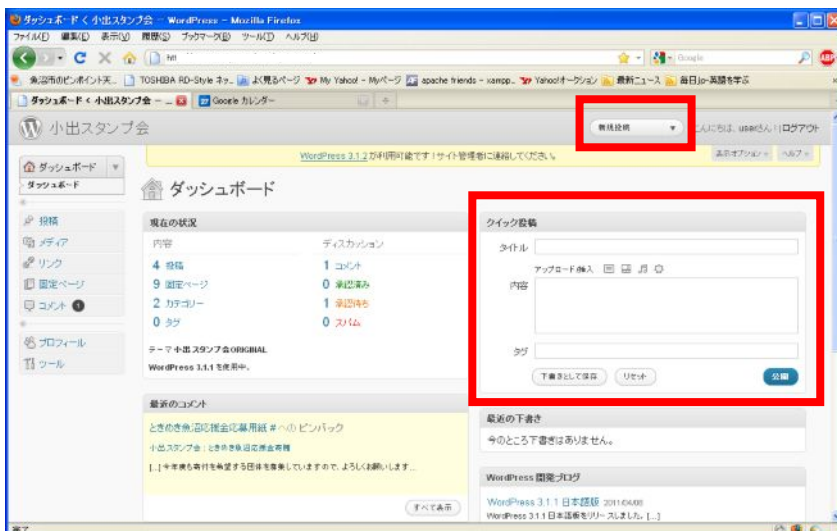 ダッシュボード < 小出スタンプ会 — WordPress - Mozilla Firefox
ファイル(F) 編集(E) 表示(V) 履歴(S) ブックマーク(B) ツール(T) ヘルプ(H)
Google
魚沼市のピンポイント天... TOSHIBA RD-Style ネッ... よく見るページ My Yahoo! - Myページ apache friends - xampp... Yahoo!オークション 最新ニュース 毎日jp-英語を学ぶ
ダッシュボード < 小出スタンプ会 — ... Google カレンダー
小出スタンプ会 新規投稿 こんにちは、userさん | ログアウト
WordPress 3.1.2 が利用可能です ! サイト管理者に連絡してください。 表示オプション ヘルプ
ダッシュボード
ダッシュボード
ダッシュボード
投稿
メディア
リンク
固定ページ
コメント 1
プロフィール
ツール
現在の状況
内容 ディスカッション
4 投稿 1 コメント
9 固定ページ 0 承認済み
2 カテゴリー 1 承認待ち
0 タグ 0 スパム
テーマ 小出スタンプ会ORIGINAL
WordPress 3.1.1 を使用中。
最近のコメント
ときめき魚沼応援金応募用紙 # への ピンバック
小出スタンプ会 : ときめき魚沼応援金寄贈
[...] 今年度も寄付を希望する団体を募集していますので、よろしくお願いします...
すべて表示
クイック投稿
タイトル
アップロード/挿入
内容
タグ
下書きとして保存 リセット 公開
最近の下書き
今のところ下書きはありません。
WordPress 開発ブログ
WordPress 3.1.1 日本語版 2011/04/08
WordPress 3.1.1 日本語版をリリースしました。 [...]
完了